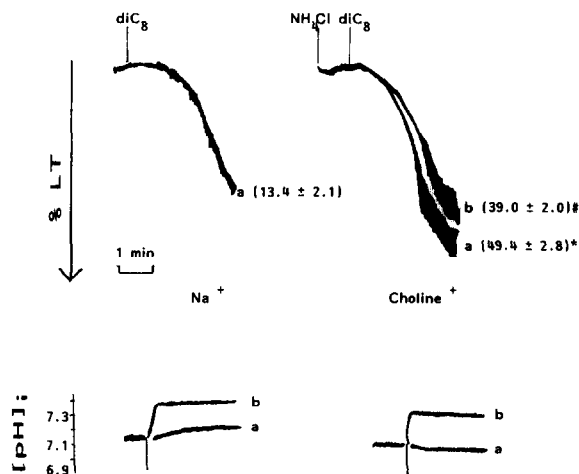 diC8
NH4Cl diC8
% LT
a (13.4 ± 2.1)
b (39.0 ± 2.0)#
a (49.4 ± 2.8)*
1 min
Na +
Choline +
[pH]i
7.3
7.1
6.9
b
a
b
a